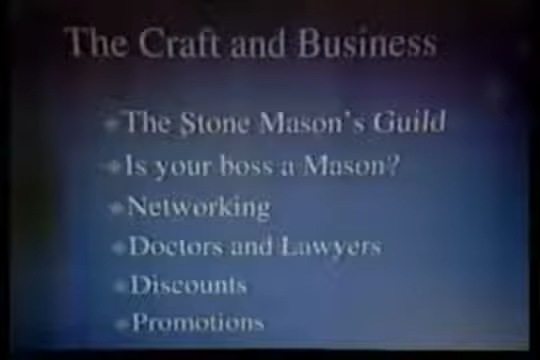 The Craft and Business
The Stone Mason's Guild
Is your boss a Mason?
Networking
Doctors and Lawyers
Discounts
Promotions